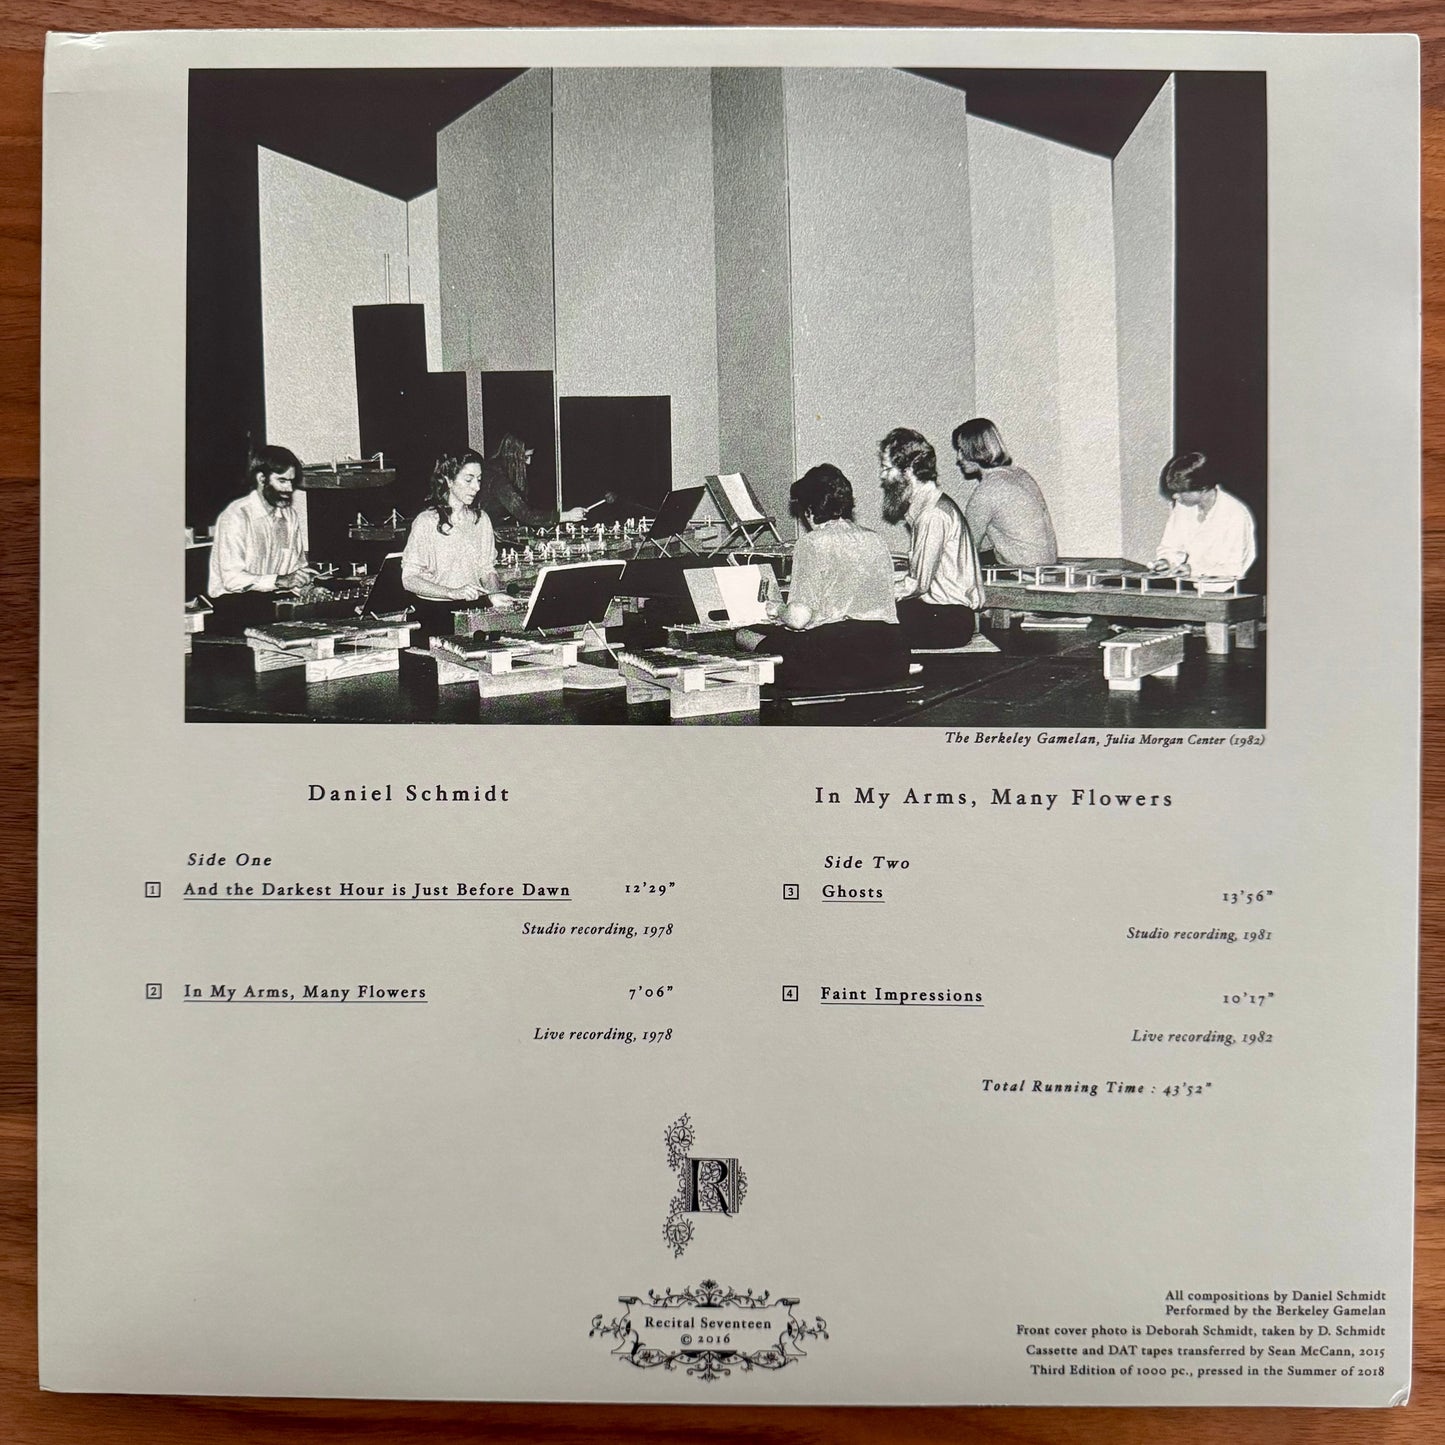 The Berkeley Gamelan, Julia Morgan Center (1982)
Daniel Schmidt
In My Arms, Many Flowers
Side One
1 And the Darkest Hour is Just Before Dawn 12'29"
Studio recording, 1978
2 In My Arms, Many Flowers 7'06"
Live recording, 1978
Side Two
3 Ghosts 13'56"
Studio recording, 1981
4 Faint Impressions 10'17"
Live recording, 1982
Total Running Time : 43'52"
R
Recital Seventeen
© 2016
All compositions by Daniel Schmidt
Performed by the Berkeley Gamelan
Front cover photo is Deborah Schmidt, taken by D. Schmidt
Cassette and DAT tapes transferred by Sean McCann, 2015
Third Edition of 1000 pc., pressed in the Summer of 2018